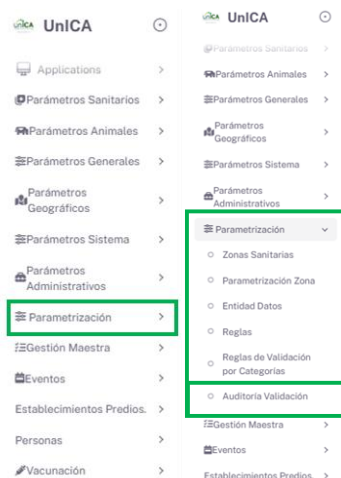 UnICA
Applications
Parámetros Sanitarios
Parámetros Animales
Parámetros Generales
Parámetros
Geográficos
Parámetros Sistema
Parámetros
Administrativos
Parametrización
Gestión Maestra
Eventos
Establecimientos Predios.
Personas
Vacunación
UnICA
Parámetros Sanitarios
Parámetros Animales
Parámetros Generales
Parámetros
Geográficos
Parámetros Sistema
Parámetros
Administrativos
Parametrización
Zonas Sanitarias
Parametrización Zona
Entidad Datos
Reglas
Reglas de Validación
por Categorías
Auditoría Validación
Gestión Maestra
Eventos
Establecimientos Predios.